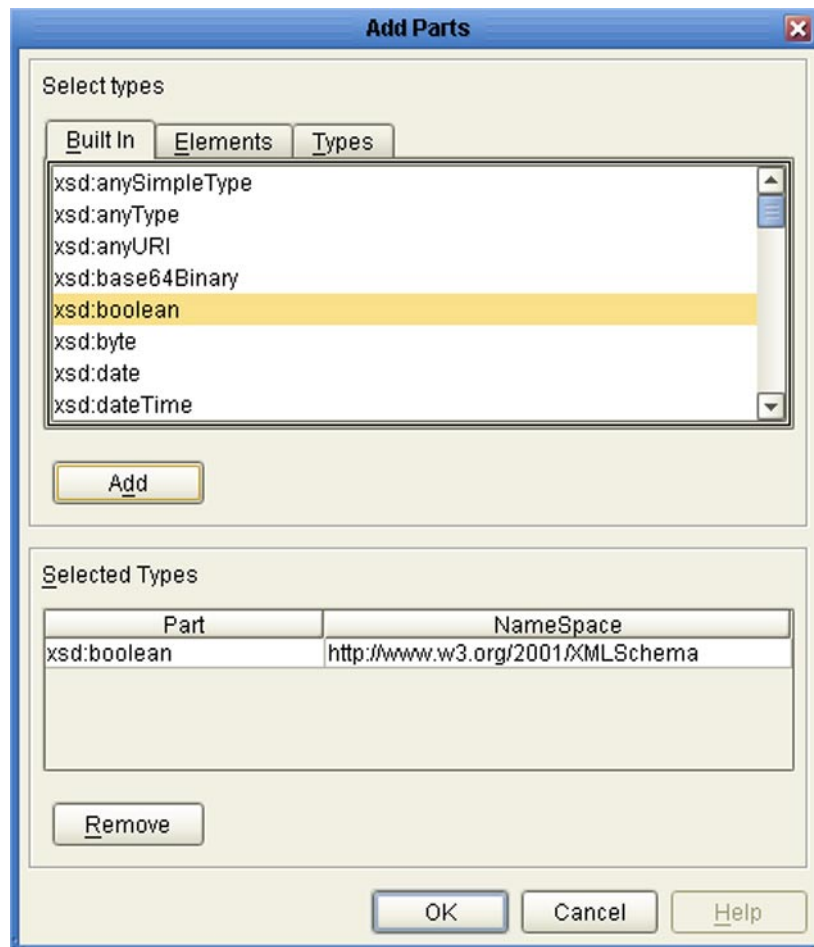 Add Parts
Select types
Built In Elements Types
xsd:anySimpleType
xsd:anyType
xsd:anyURI
xsd:base64Binary
xsd:boolean
xsd:byte
xsd:date
xsd:dateTime
Add
Selected Types
Part NameSpace
xsd:boolean http://www.w3.org/2001/XMLSchema
Remove
OK Cancel Help